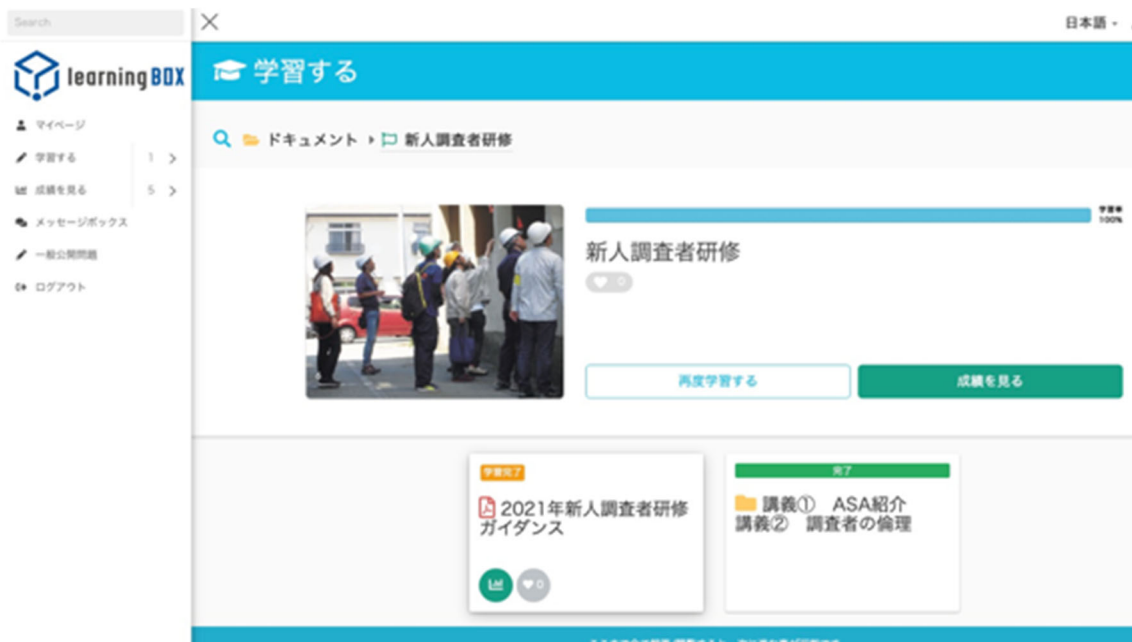 Search
日本語
learningBOX
学習する
マイページ
学習する 1
成績を見る 5
メッセージボックス
一般公開問題
ログアウト
ドキュメント 新人調査者研修
学習率
100%
新人調査者研修
0
再度学習する
成績を見る
学習完了
2021年新人調査者研修
ガイダンス
0
完了
講義① ASA紹介
講義② 調査者の倫理